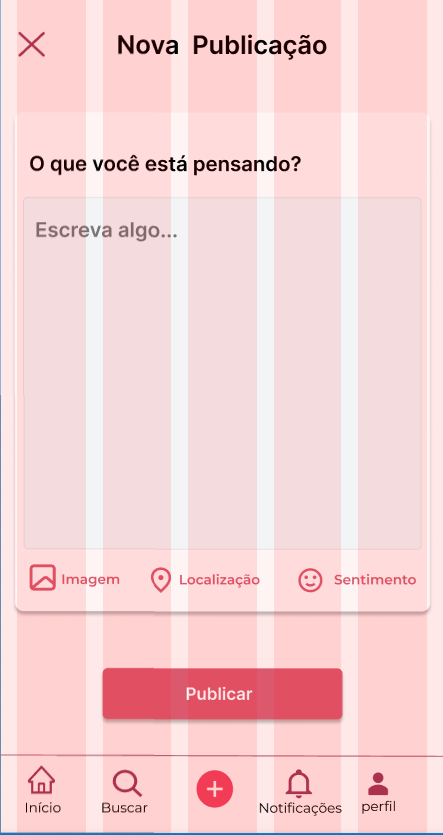 Nova Publicação
O que você está pensando?
Escreva algo...
Imagem Localização Sentimento
Publicar
Início Buscar Notificações perfil